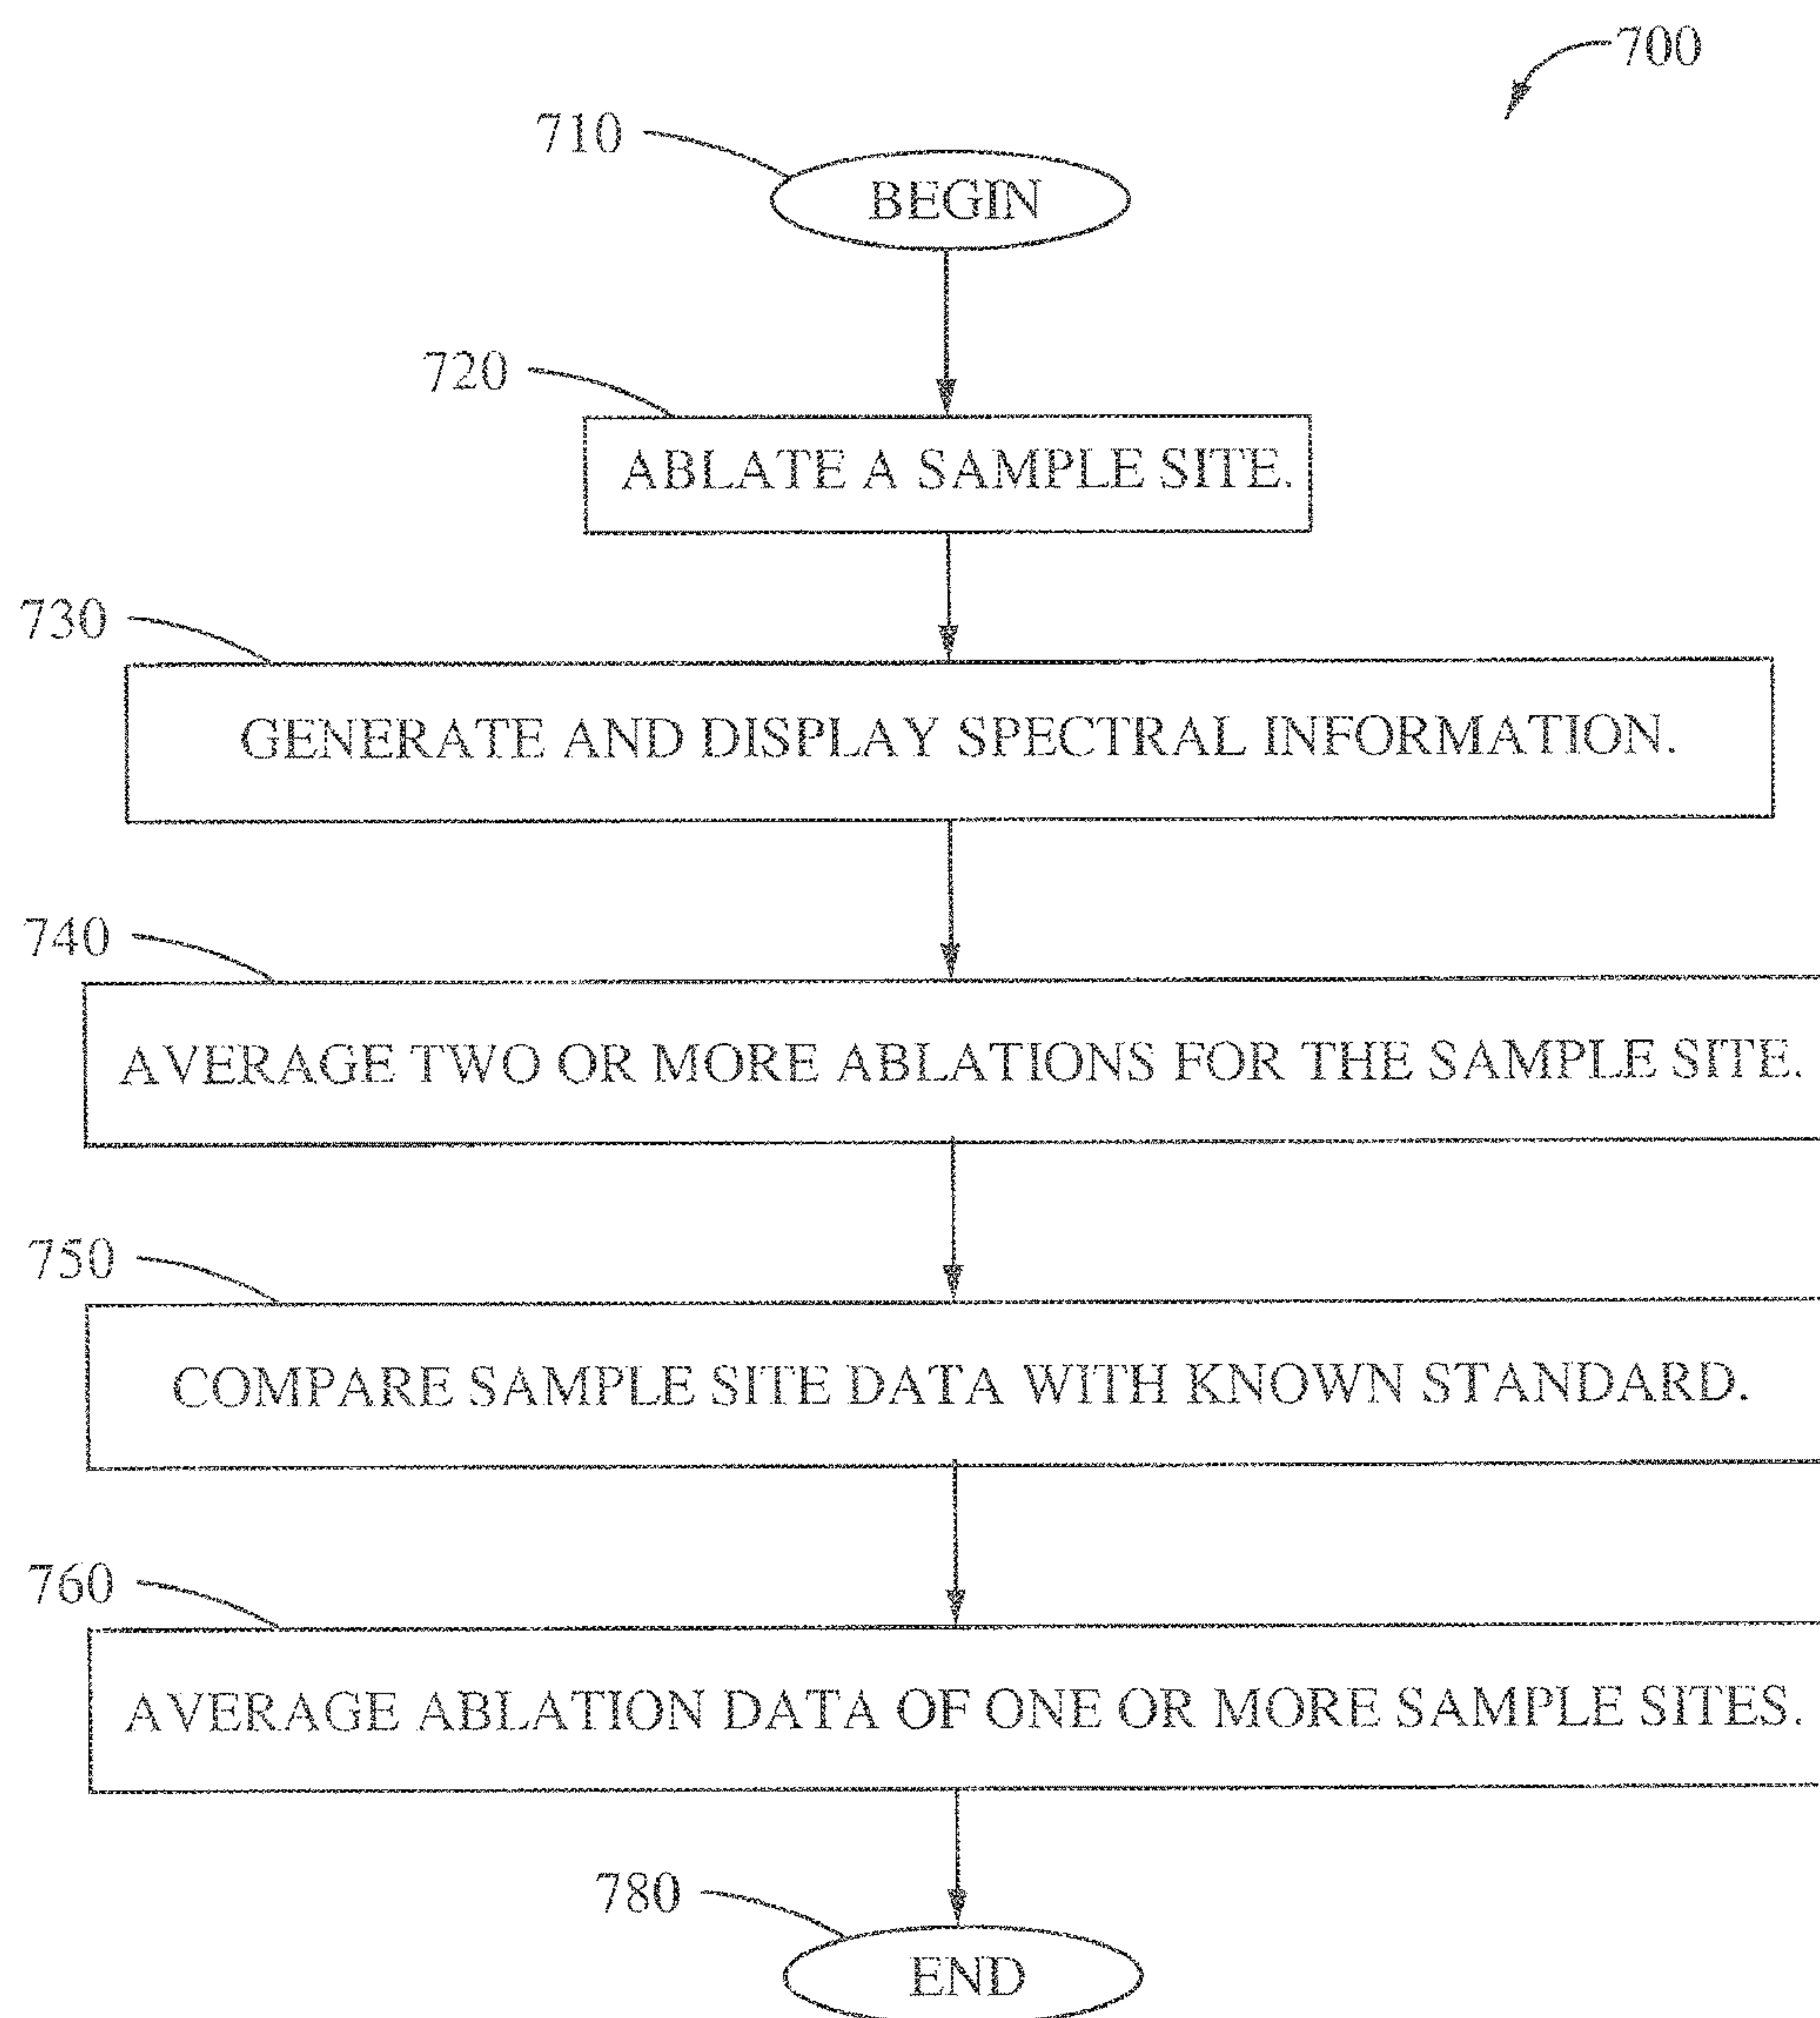 700
710
BEGIN
720
ABLATE A SAMPLE SITE.
730
GENERATE AND DISPLAY SPECTRAL INFORMATION.
740
AVERAGE TWO OR MORE ABLATIONS FOR THE SAMPLE SITE.
750
COMPARE SAMPLE SITE DATA WITH KNOWN STANDARD.
760
AVERAGE ABLATION DATA OF ONE OR MORE SAMPLE SITES.
780
END